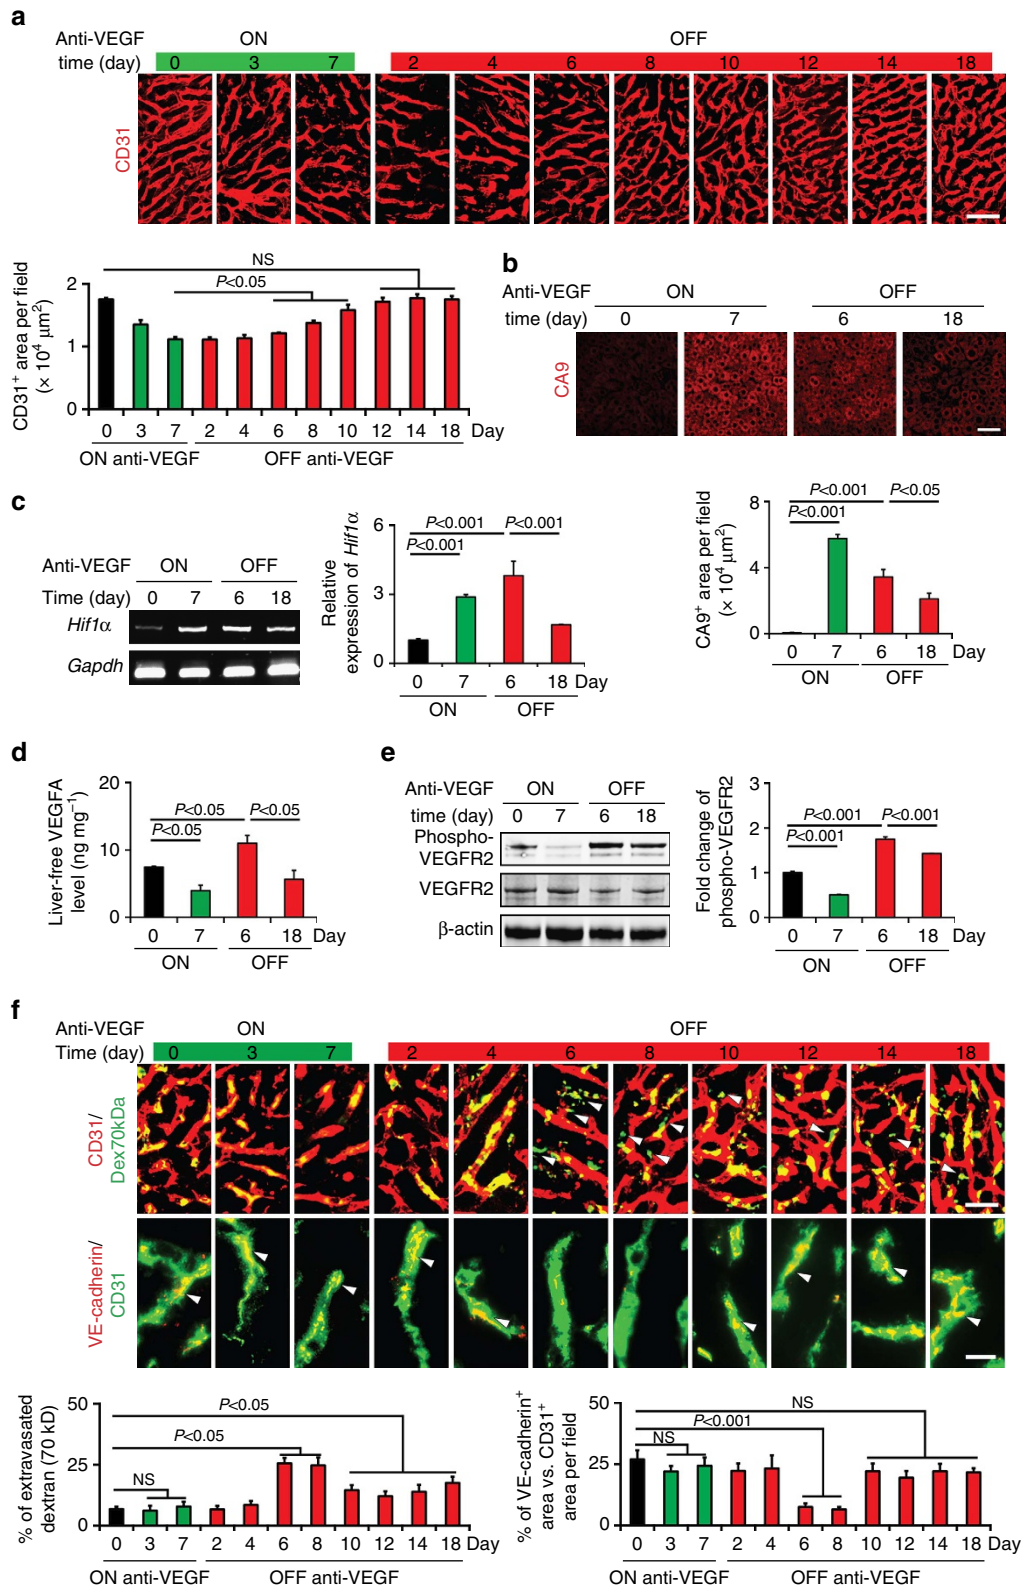 a
Anti-VEGF ON OFF
time (day) 0 3 7 2 4 6 8 10 12 14 18
CD31
NS
P<0.05
CD31+ area per field
(× 10⁴ µm²)
2
1
0
0 3 7 2 4 6 8 10 12 14 18 Day
ON anti-VEGF OFF anti-VEGF
b
Anti-VEGF ON OFF
time (day) 0 7 6 18
CA9
P<0.001 P<0.05
P<0.001
CA9⁺ area per field
(× 10⁴ µm²)
8
4
0
0 7 6 18 Day
ON OFF
c
Anti-VEGF ON OFF
Time (day) 0 7 6 18
Hif1α
Gapdh
Relative
expression of Hif1α
P<0.001 P<0.001
P<0.001
6
3
0
0 7 6 18 Day
ON OFF
d
Liver-free VEGFA
level (ng mg⁻¹)
20
10
0
P<0.05 P<0.05
P<0.05
0 7 6 18 Day
ON OFF
e
Anti-VEGF ON OFF
time (day) 0 7 6 18
Phospho-
VEGFR2
VEGFR2
β-actin
Fold change of
phospho-VEGFR2
3
2
1
0
P<0.001 P<0.001
P<0.001
0 7 6 18 Day
ON OFF
f
Anti-VEGF ON OFF
Time (day) 0 3 7 2 4 6 8 10 12 14 18
CD31/
Dex70kDa
VE-cadherin/
CD31
% of extravasated
dextran (70 kD)
50
25
0
P<0.05
P<0.05
NS
0 3 7 2 4 6 8 10 12 14 18 Day
ON anti-VEGF OFF anti-VEGF
% of VE-cadherin⁺
area vs. CD31⁺
area per field
50
25
0
NS
P<0.001
NS
0 3 7 2 4 6 8 10 12 14 18 Day
ON anti-VEGF OFF anti-VEGF